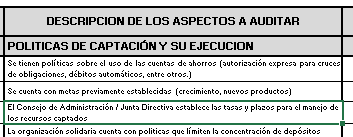 DESCRIPCION DE LOS ASPECTOS A AUDITAR
POLITICAS DE CAPTACIÓN Y SU EJECUCION
Se tienen políticas sobre el uso de las cuentas de ahorros (autorización expresa para cruces
de obligaciones, débitos automáticos, entre otros.)
Se cuenta con metas previamente establecidas (crecimiento, nuevos productos)
El Consejo de Administración / Junta Directiva establece las tasas y plazos para el manejo de
los recursos captados
La organización solidaria cuenta con politicas que límiten la concentración de depósitos